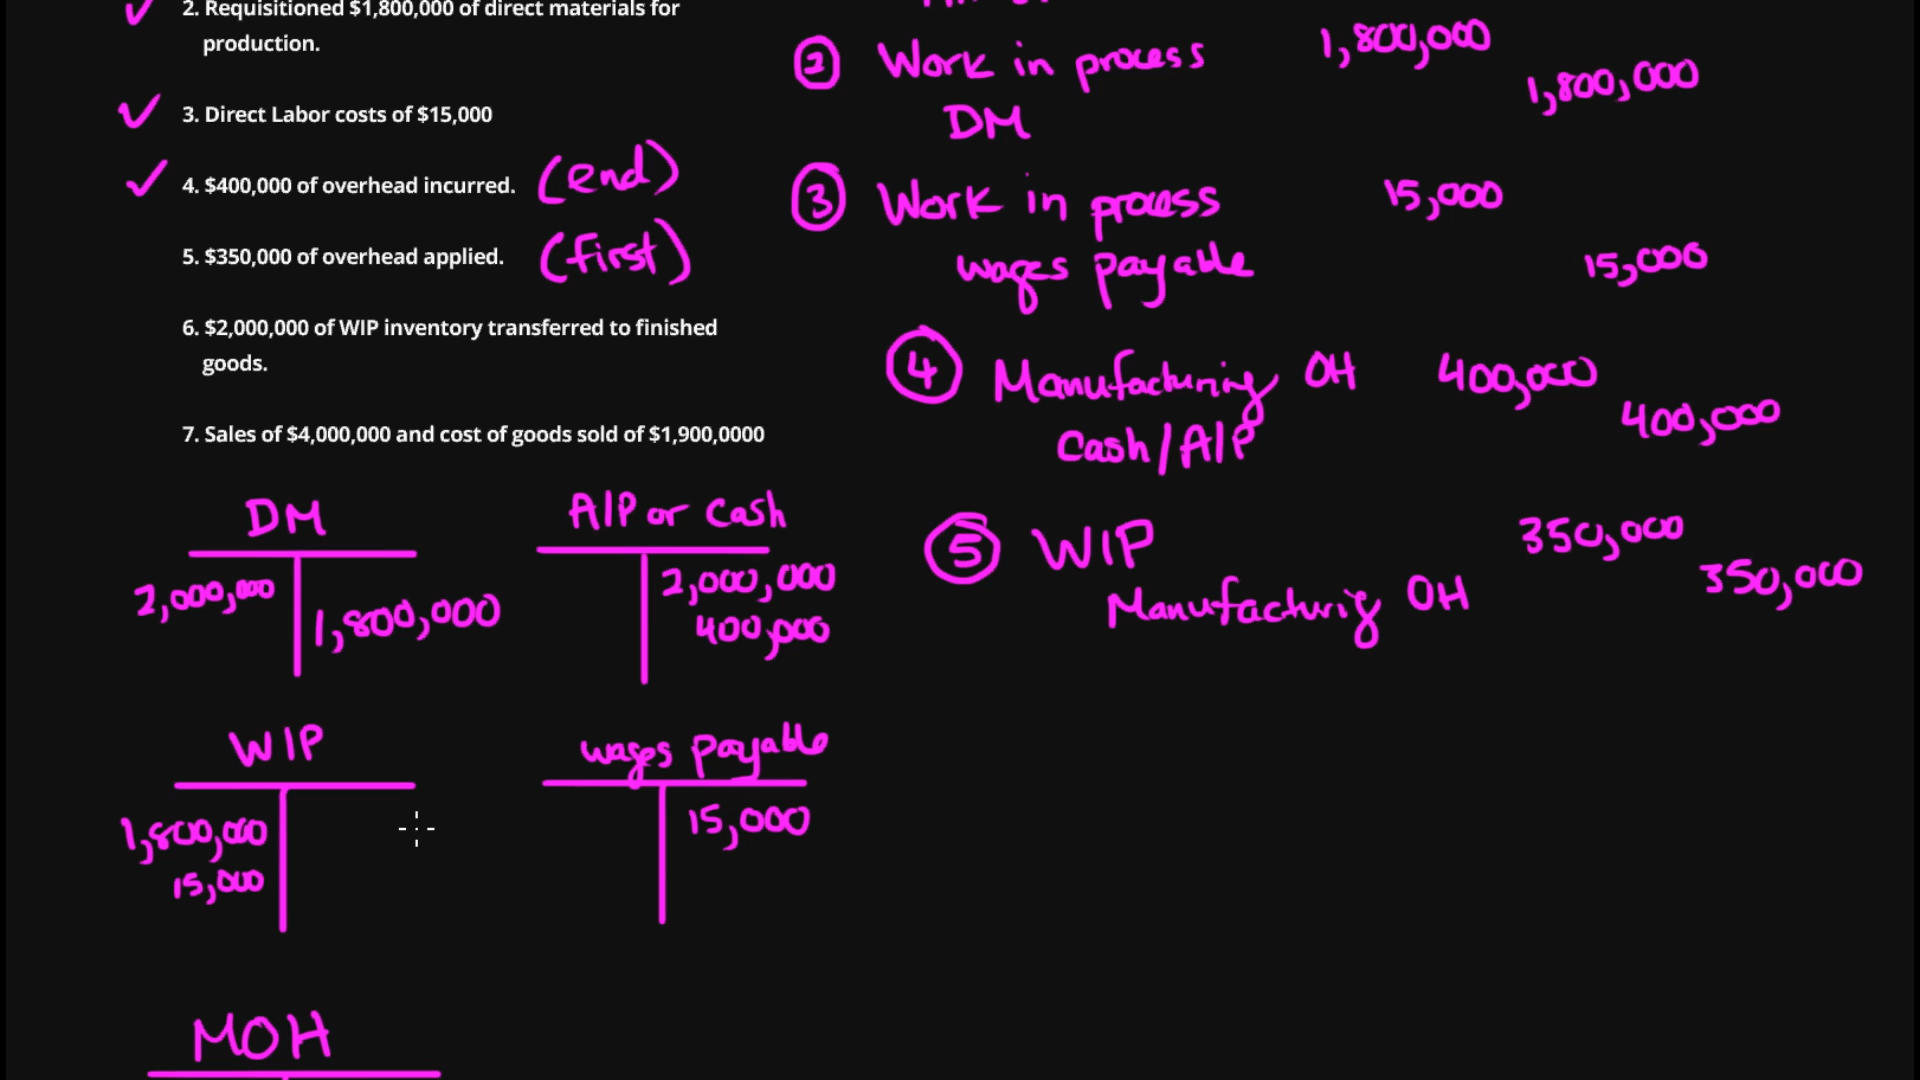 2. Requisitioned $1,800,000 of direct materials for
production.
3. Direct Labor costs of $15,000
4. $400,000 of overhead incurred. (end)
5. $350,000 of overhead applied. (first)
6. $2,000,000 of WIP inventory transferred to finished
goods.
7. Sales of $4,000,000 and cost of goods sold of $1,900,0000
2 Work in process 1,800,000
DM 1,800,000
3 Work in process 15,000
wages payable 15,000
4 Manufacturing OH 400,000
Cash/A/P 400,000
5 WIP 350,000
Manufacturig OH 350,000
DM
2,000,000
1,800,000
A/P or Cash
2,000,000
400,000
WIP
1,800,000
15,000
wages payable
15,000
MOH